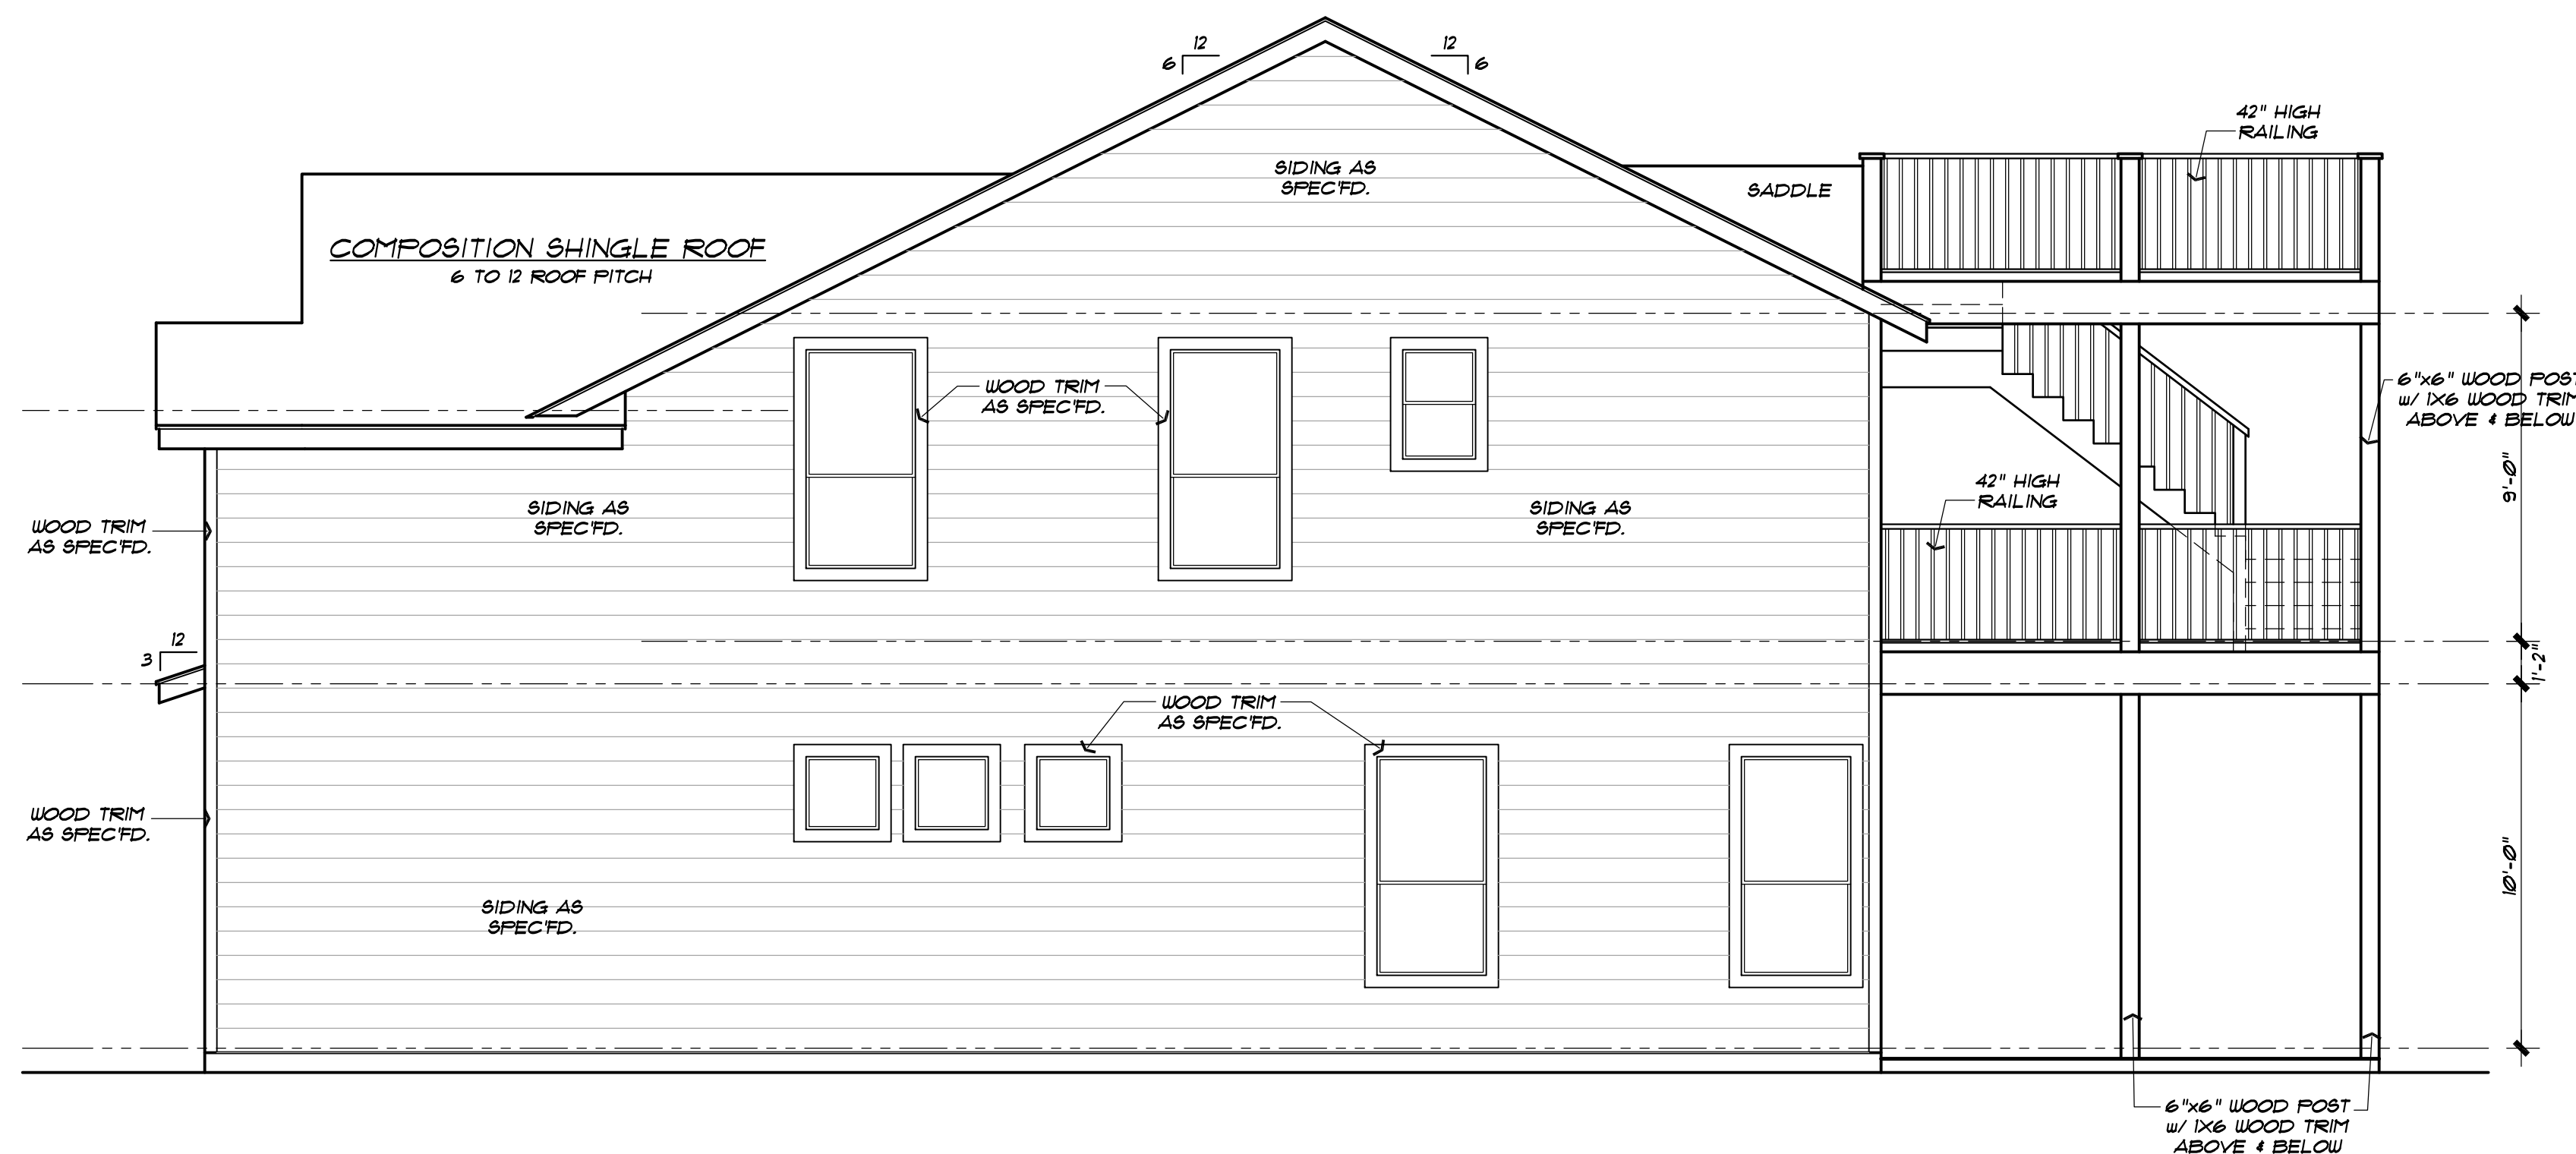 12
6
12
6
42" HIGH
RAILING
SIDING AS
SPEC'FD.
SADDLE
COMPOSITION SHINGLE ROOF
6 TO 12 ROOF PITCH
WOOD TRIM
AS SPEC'FD.
6"x6" WOOD POST
w/ 1X6 WOOD TRIM
ABOVE & BELOW
9'-0"
42" HIGH
RAILING
SIDING AS
SPEC'FD.
SIDING AS
SPEC'FD.
WOOD TRIM
AS SPEC'FD.
12
3
1'-2"
WOOD TRIM
AS SPEC'FD.
WOOD TRIM
AS SPEC'FD.
10'-0"
SIDING AS
SPEC'FD.
6"x6" WOOD POST
w/ 1X6 WOOD TRIM
ABOVE & BELOW